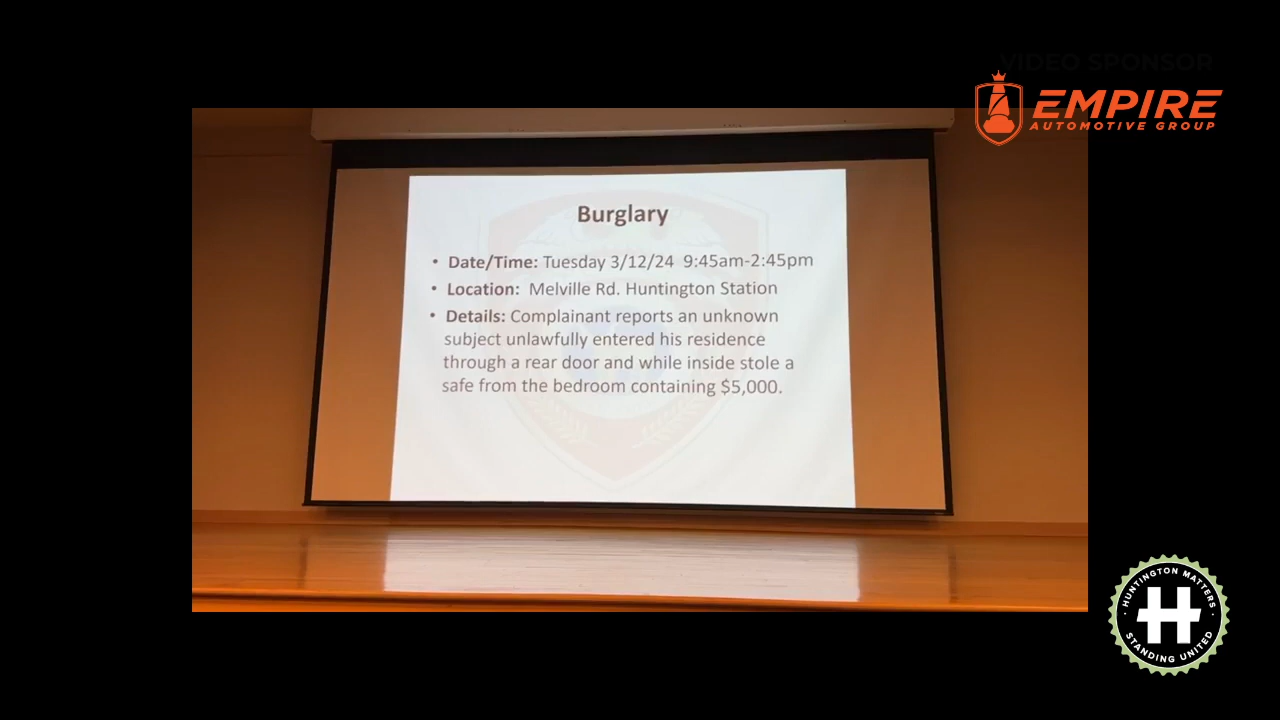 VIDEO SPONSOR
EMPIRE
AUTOMOTIVE GROUP
Burglary
• Date/Time: Tuesday 3/12/24 9:45am-2:45pm
• Location: Melville Rd. Huntington Station
• Details: Complainant reports an unknown
subject unlawfully entered his residence
through a rear door and while inside stole a
safe from the bedroom containing $5,000.
HUNTINGTON MATTERS
H
STANDING UNITED